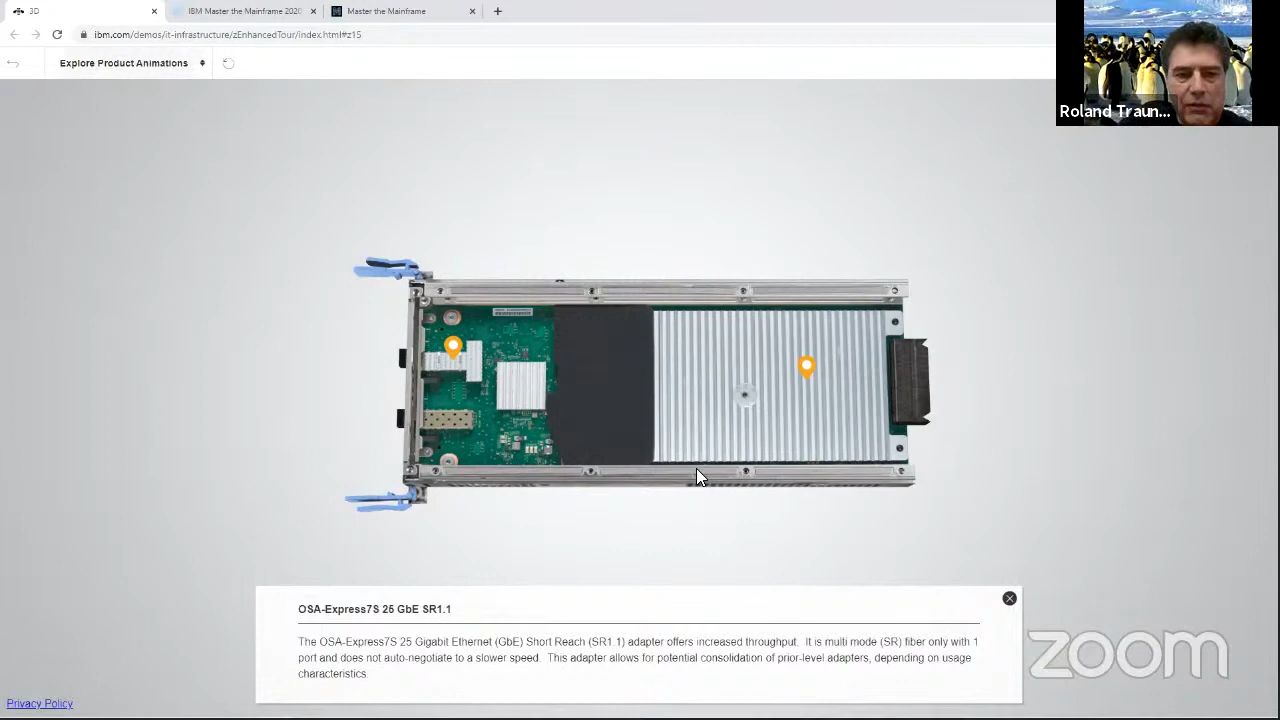 3D
IBM Master the Mainframe 2020
Master the Mainframe
ibm.com/demos/it-infrastructure/zEnhancedTour/index.html#z15
Explore Product Animations
Roland Traun...
OSA-Express7S 25 GbE SR1.1
The OSA-Express7S 25 Gigabit Ethernet (GbE) Short Reach (SR1.1) adapter offers increased throughput. It is multi mode (SR) fiber only with 1
port and does not auto-negotiate to a slower speed. This adapter allows for potential consolidation of prior-level adapters, depending on usage
characteristics.
zoom
Privacy Policy